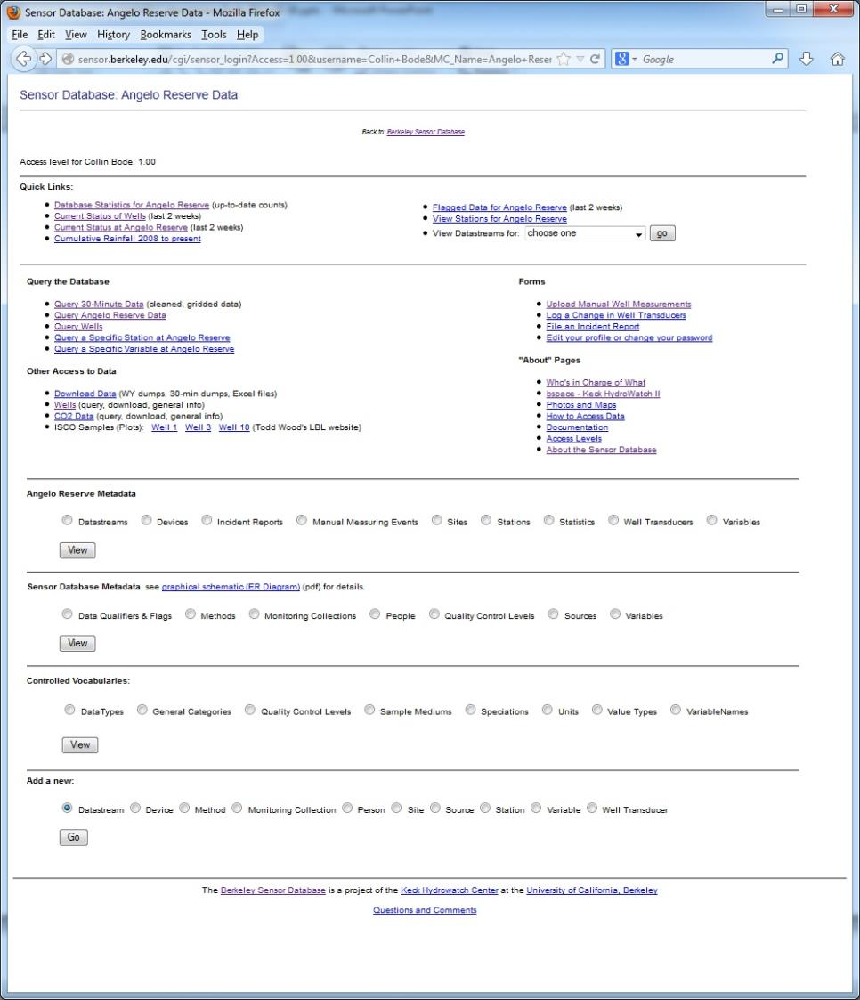 Sensor Database: Angelo Reserve Data - Mozilla Firefox
File Edit View History Bookmarks Tools Help
sensor.berkeley.edu/cgi/sensor_login?Access=1.00&username=Collin+Bode&MC_Name=Angelo+Reser
Google
Sensor Database: Angelo Reserve Data
Back to: Berkeley Sensor Database
Access level for Collin Bode: 1.00
Quick Links:
Database Statistics for Angelo Reserve (up-to-date counts)
Current Status of Wells (last 2 weeks)
Current Status at Angelo Reserve (last 2 weeks)
Cumulative Rainfall 2008 to present
Flagged Data for Angelo Reserve (last 2 weeks)
View Stations for Angelo Reserve
View Datastreams for: choose one go
Query the Database
Query 30-Minute Data (cleaned, gridded data)
Query Angelo Reserve Data
Query Wells
Query a Specific Station at Angelo Reserve
Query a Specific Variable at Angelo Reserve
Other Access to Data
Download Data (WY dumps, 30-min dumps, Excel files)
Wells (query, download, general info)
CO2 Data (query, download, general info)
ISCO Samples (Plots): Well 1 Well 3 Well 10 (Todd Wood's LBL website)
Forms
Upload Manual Well Measurements
Log a Change in Well Transducers
File an Incident Report
Edit your profile or change your password
"About" Pages
Who's in Charge of What
bspace - Keck HydroWatch II
Photos and Maps
How to Access Data
Documentation
Access Levels
About the Sensor Database
Angelo Reserve Metadata
Datastreams Devices Incident Reports Manual Measuring Events Sites Stations Statistics Well Transducers Variables
View
Sensor Database Metadata see graphical schematic (ER Diagram) (pdf) for details.
Data Qualifiers & Flags Methods Monitoring Collections People Quality Control Levels Sources Variables
View
Controlled Vocabularies:
DataTypes General Categories Quality Control Levels Sample Mediums Speciations Units Value Types VariableNames
View
Add a new:
Datastream Device Method Monitoring Collection Person Site Source Station Variable Well Transducer
Go
The Berkeley Sensor Database is a project of the Keck Hydrowatch Center at the University of California, Berkeley
Questions and Comments